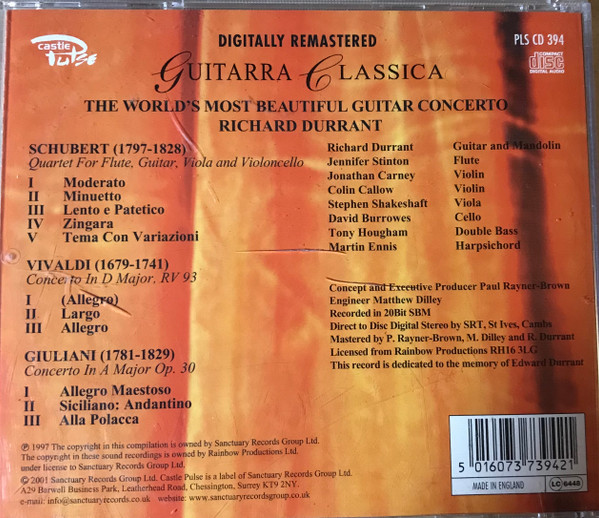 castle
Pulse
DIGITALLY REMASTERED
PLS CD 394
COMPACT
disc
DIGITAL AUDIO
GUITARRA CLASSICA
THE WORLD'S MOST BEAUTIFUL GUITAR CONCERTO
RICHARD DURRANT
SCHUBERT (1797-1828)
Quartet For Flute, Guitar, Viola and Violoncello
I Moderato
II Minuetto
III Lento e Patetico
IV Zingara
V Tema Con Variazioni
VIVALDI (1679-1741)
Concerto In D Major, RV 93
I (Allegro)
II Largo
III Allegro
GIULIANI (1781-1829)
Concerto In A Major Op. 30
I Allegro Maestoso
II Siciliano: Andantino
III Alla Polacca
Richard Durrant Guitar and Mandolin
Jennifer Stinton Flute
Jonathan Carney Violin
Colin Callow Violin
Stephen Shakeshaft Viola
David Burrowes Cello
Tony Hougham Double Bass
Martin Ennis Harpsichord
Concept and Executive Producer Paul Rayner-Brown
Engineer Matthew Dilley
Recorded in 20Bit SBM
Direct to Disc Digital Stereo by SRT, St Ives, Cambs
Mastered by P. Rayner-Brown, M. Dilley and R. Durrant
Licensed from Rainbow Productions RH16 3LG
This record is dedicated to the memory of Edward Durrant
℗ 1997 The copyright in this compilation is owned by Sanctuary Records Group Ltd.
The copyright in these sound recordings is owned by Rainbow Productions Ltd.
under license to Sanctuary Records Group Ltd.
© 2001 Sanctuary Records Group Ltd. Castle Pulse is a label of Sanctuary Records Group Ltd.
A29 Barwell Business Park, Leatherhead Road, Chessington, Surrey KT9 2NY.
e-mail: info@sanctuaryrecords.co.uk website: www.sanctuaryrecordsgroup.co.uk
5 016073 739421
MADE IN ENGLAND
LC 6448